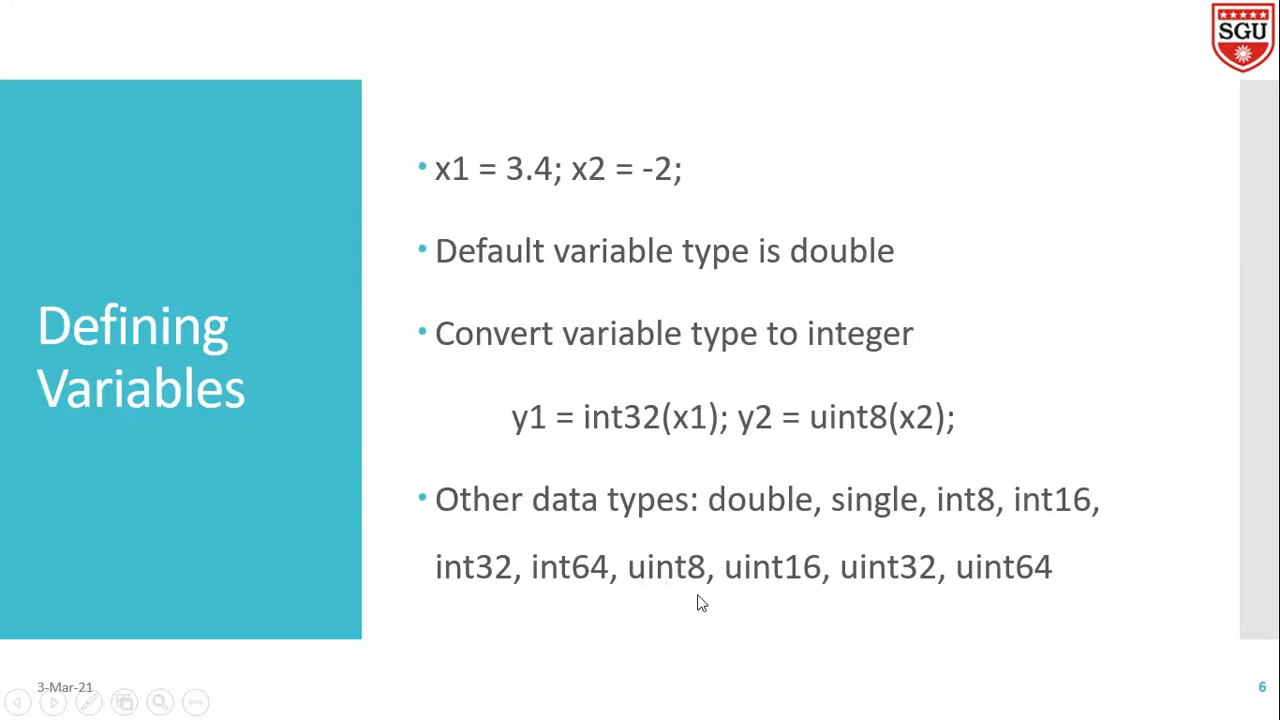 SGU
Defining
Variables
• x1 = 3.4; x2 = -2;
• Default variable type is double
• Convert variable type to integer
y1 = int32(x1); y2 = uint8(x2);
• Other data types: double, single, int8, int16,
int32, int64, uint8, uint16, uint32, uint64
3-Mar-21
6